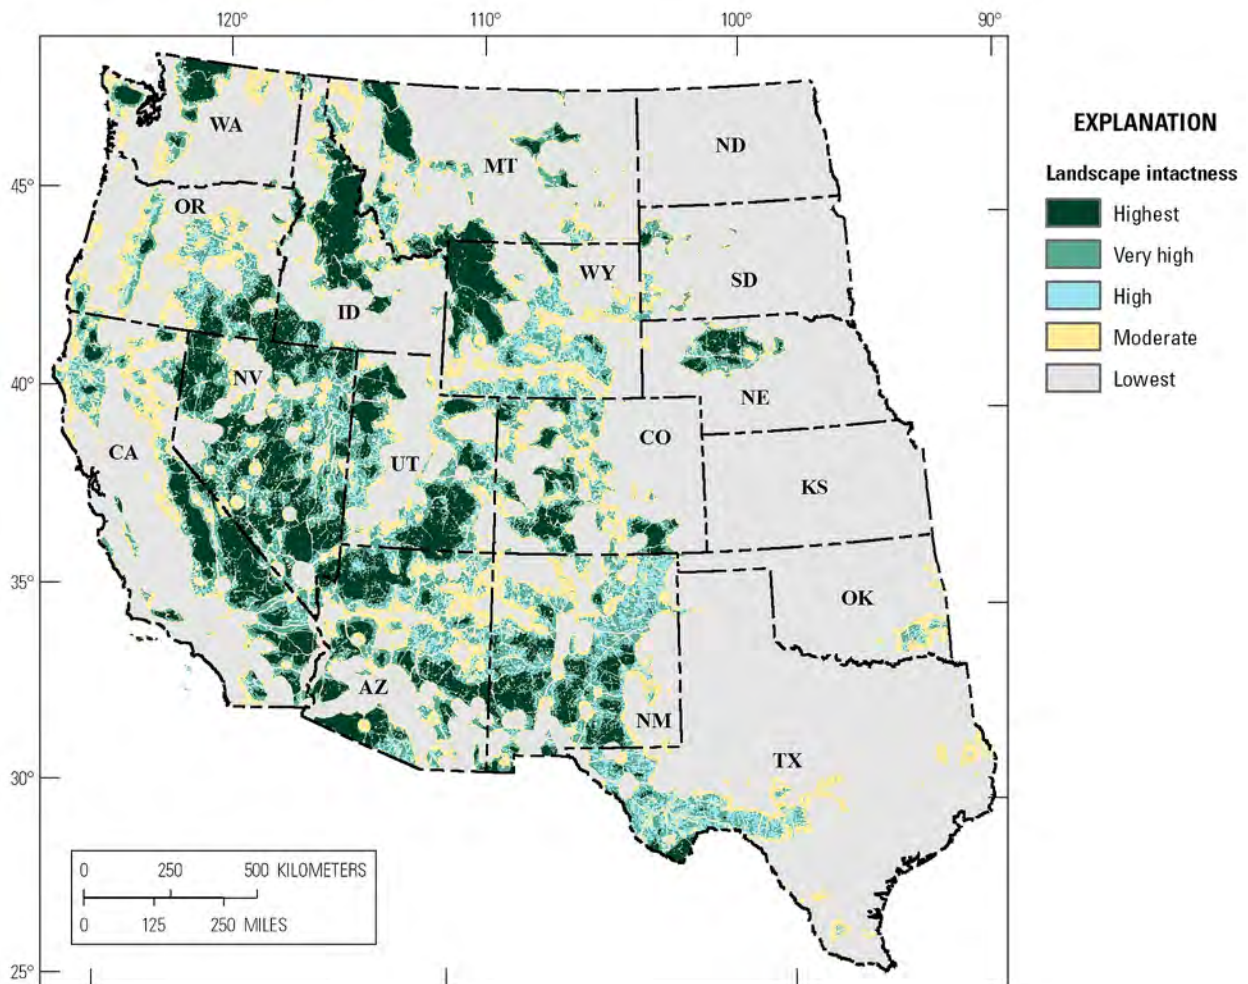 120° 110° 100° 90°
WA
MT
ND
45°
OR
ID
WY
SD
40°
NV
NE
CA
UT
CO
KS
35°
OK
AZ
NM
TX
30°
25°
0 250 500 KILOMETERS
0 125 250 MILES
EXPLANATION
Landscape intactness
Highest
Very high
High
Moderate
Lowest